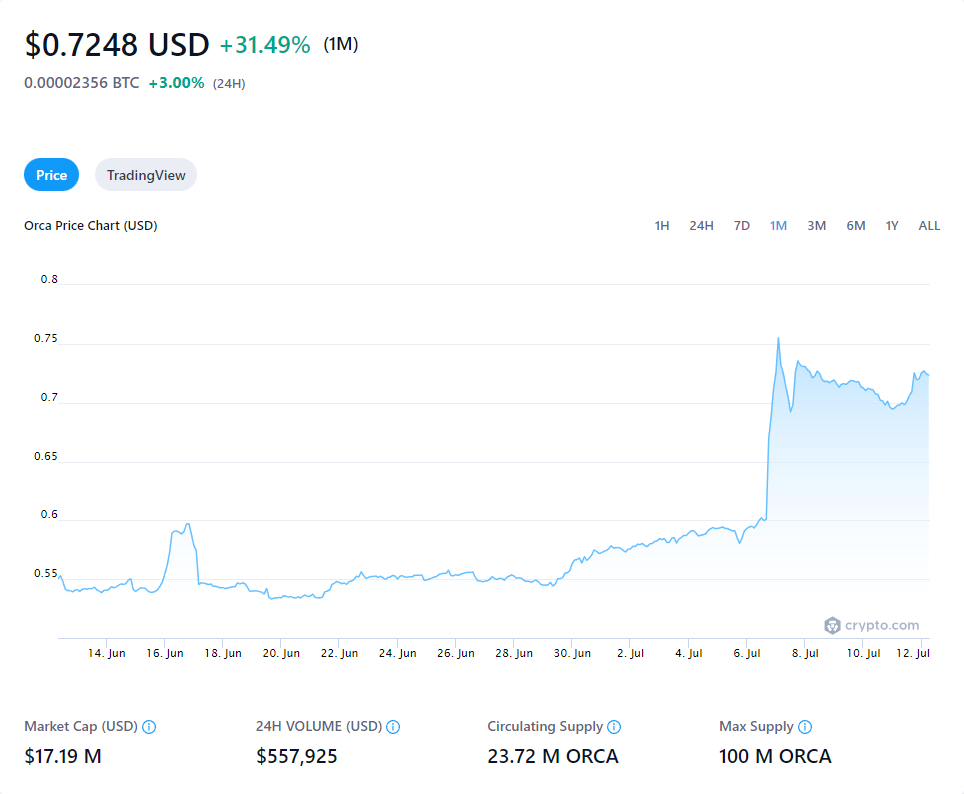 $0.7248 USD +31.49% (1M)
0.00002356 BTC +3.00% (24H)
Price TradingView
Orca Price Chart (USD) 1H 24H 7D 1M 3M 6M 1Y ALL
0.8
0.75
0.7
0.65
0.6
0.55
crypto.com
14. Jun 16. Jun 18. Jun 20. Jun 22. Jun 24. Jun 26. Jun 28. Jun 30. Jun 2. Jul 4. Jul 6. Jul 8. Jul 10. Jul 12. Jul
Market Cap (USD) 24H VOLUME (USD) Circulating Supply Max Supply
$17.19 M $557,925 23.72 M ORCA 100 M ORCA